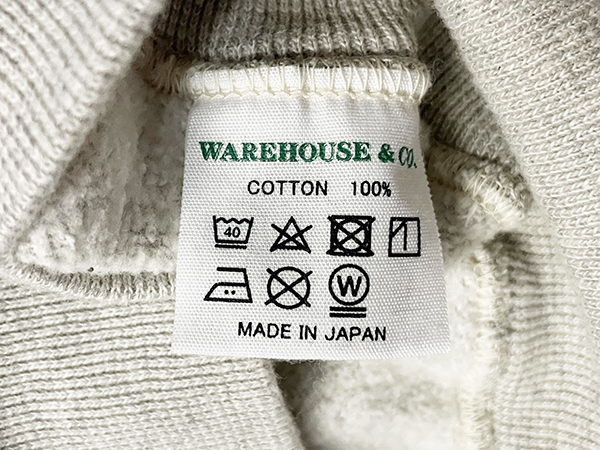 WAREHOUSE & CO.
COTTON 100%
40
W
MADE IN JAPAN